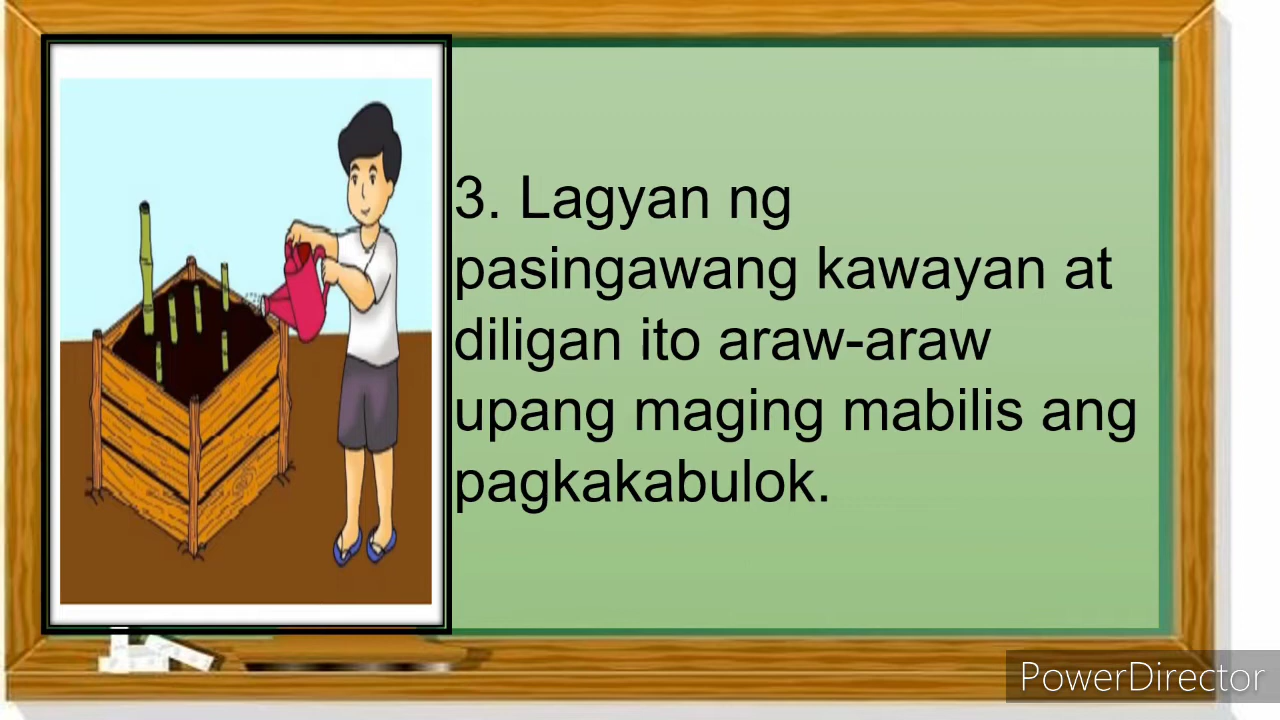 3. Lagyan ng
pasingawang kawayan at
diligan ito araw-araw
upang maging mabilis ang
pagkakabulok.
PowerDirector